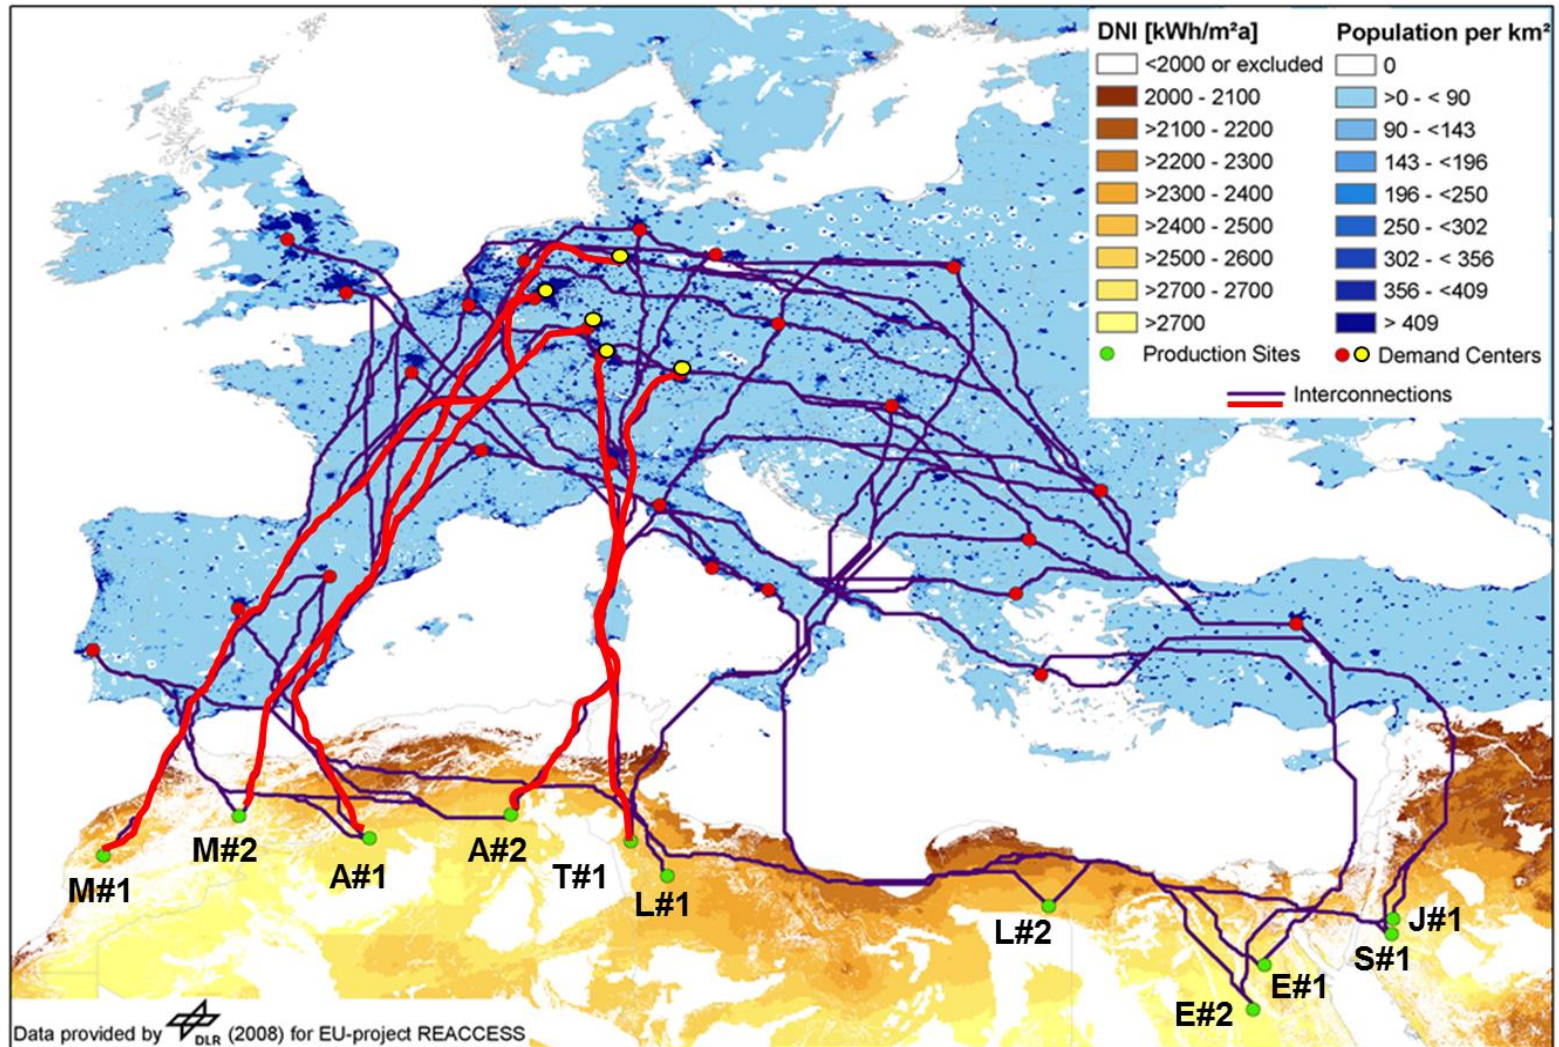 DNI [kWh/m²a]
<2000 or excluded
2000 - 2100
>2100 - 2200
>2200 - 2300
>2300 - 2400
>2400 - 2500
>2500 - 2600
>2700 - 2700
>2700
Population per km²
0
>0 - < 90
90 - <143
143 - <196
196 - <250
250 - <302
302 - < 356
356 - <409
> 409
Production Sites
Demand Centers
Interconnections
M#1
M#2
A#1
A#2
T#1
L#1
L#2
E#2
E#1
S#1
J#1
Data provided by DLR (2008) for EU-project REACCESS